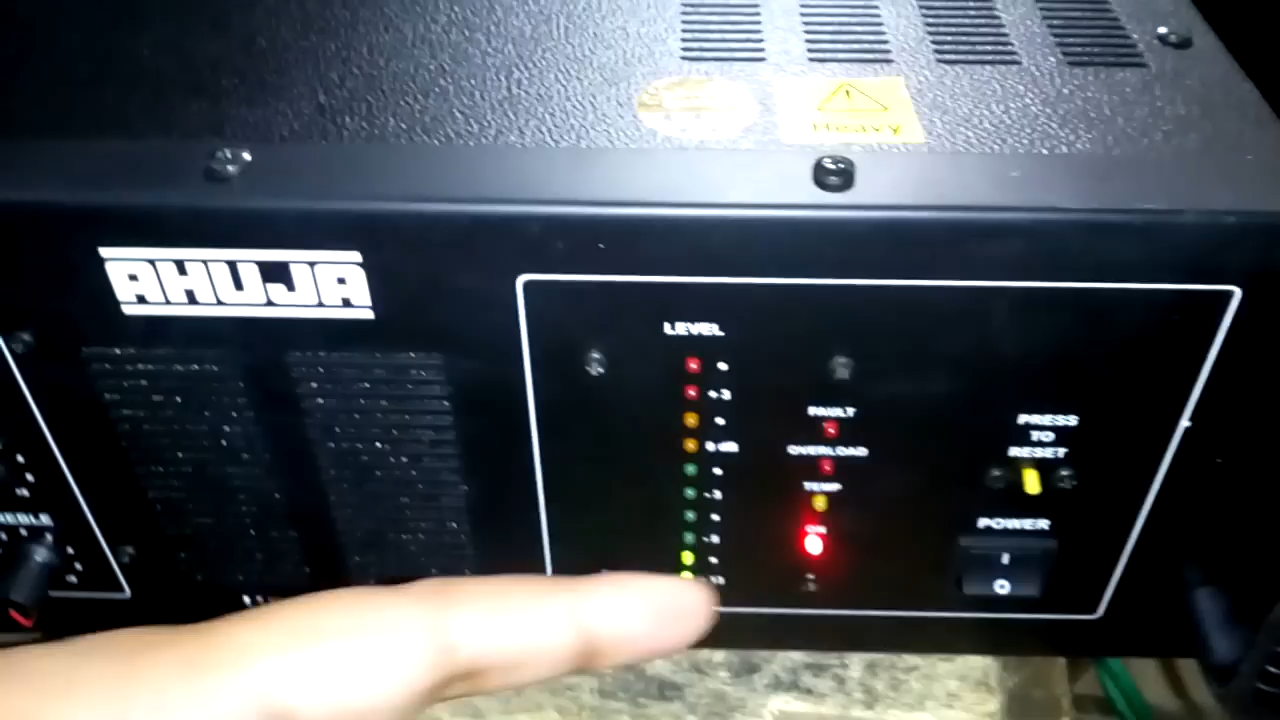 Heavy
AHUJA
LEVEL
+3
0 dB
-3
FAULT
OVERLOAD
TEMP
ON
PRESS
TO
RESET
POWER
I
O